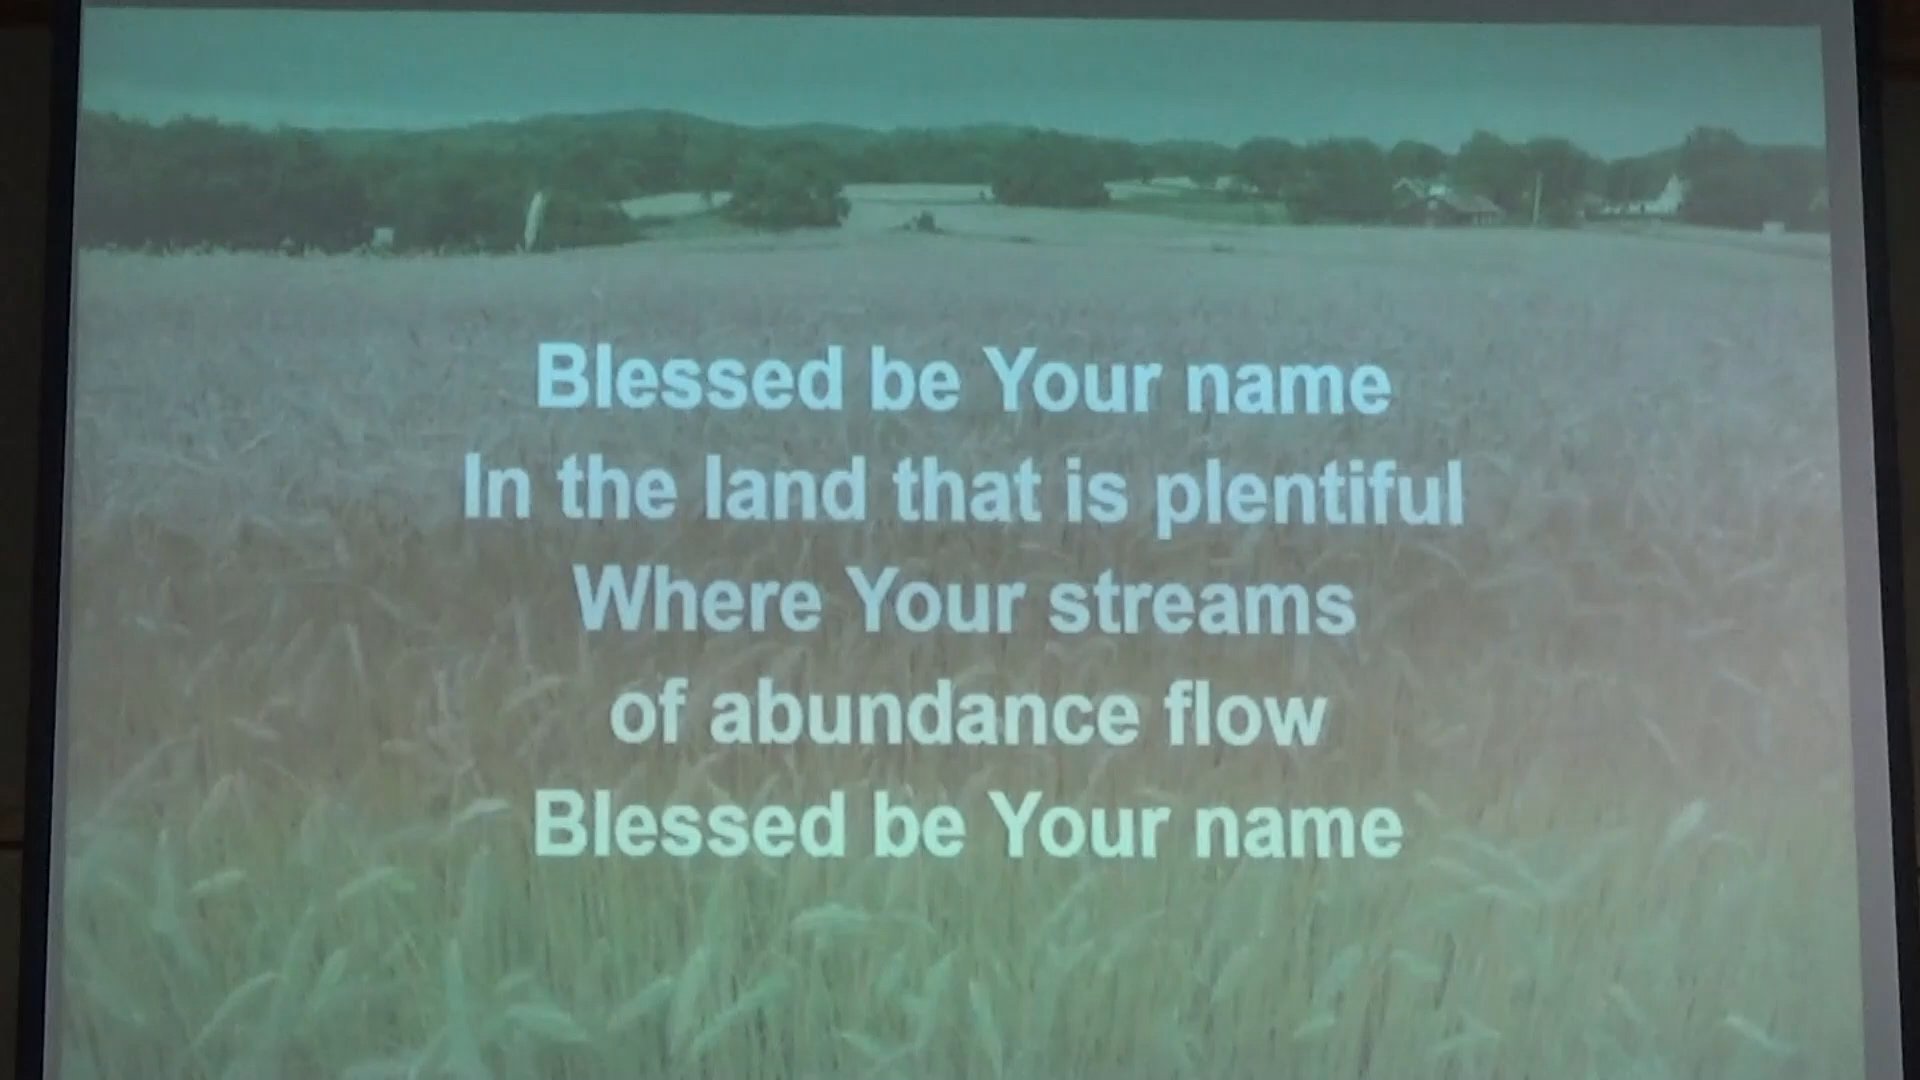 Blessed be Your name
In the land that is plentiful
Where Your streams
of abundance flow
Blessed be Your name